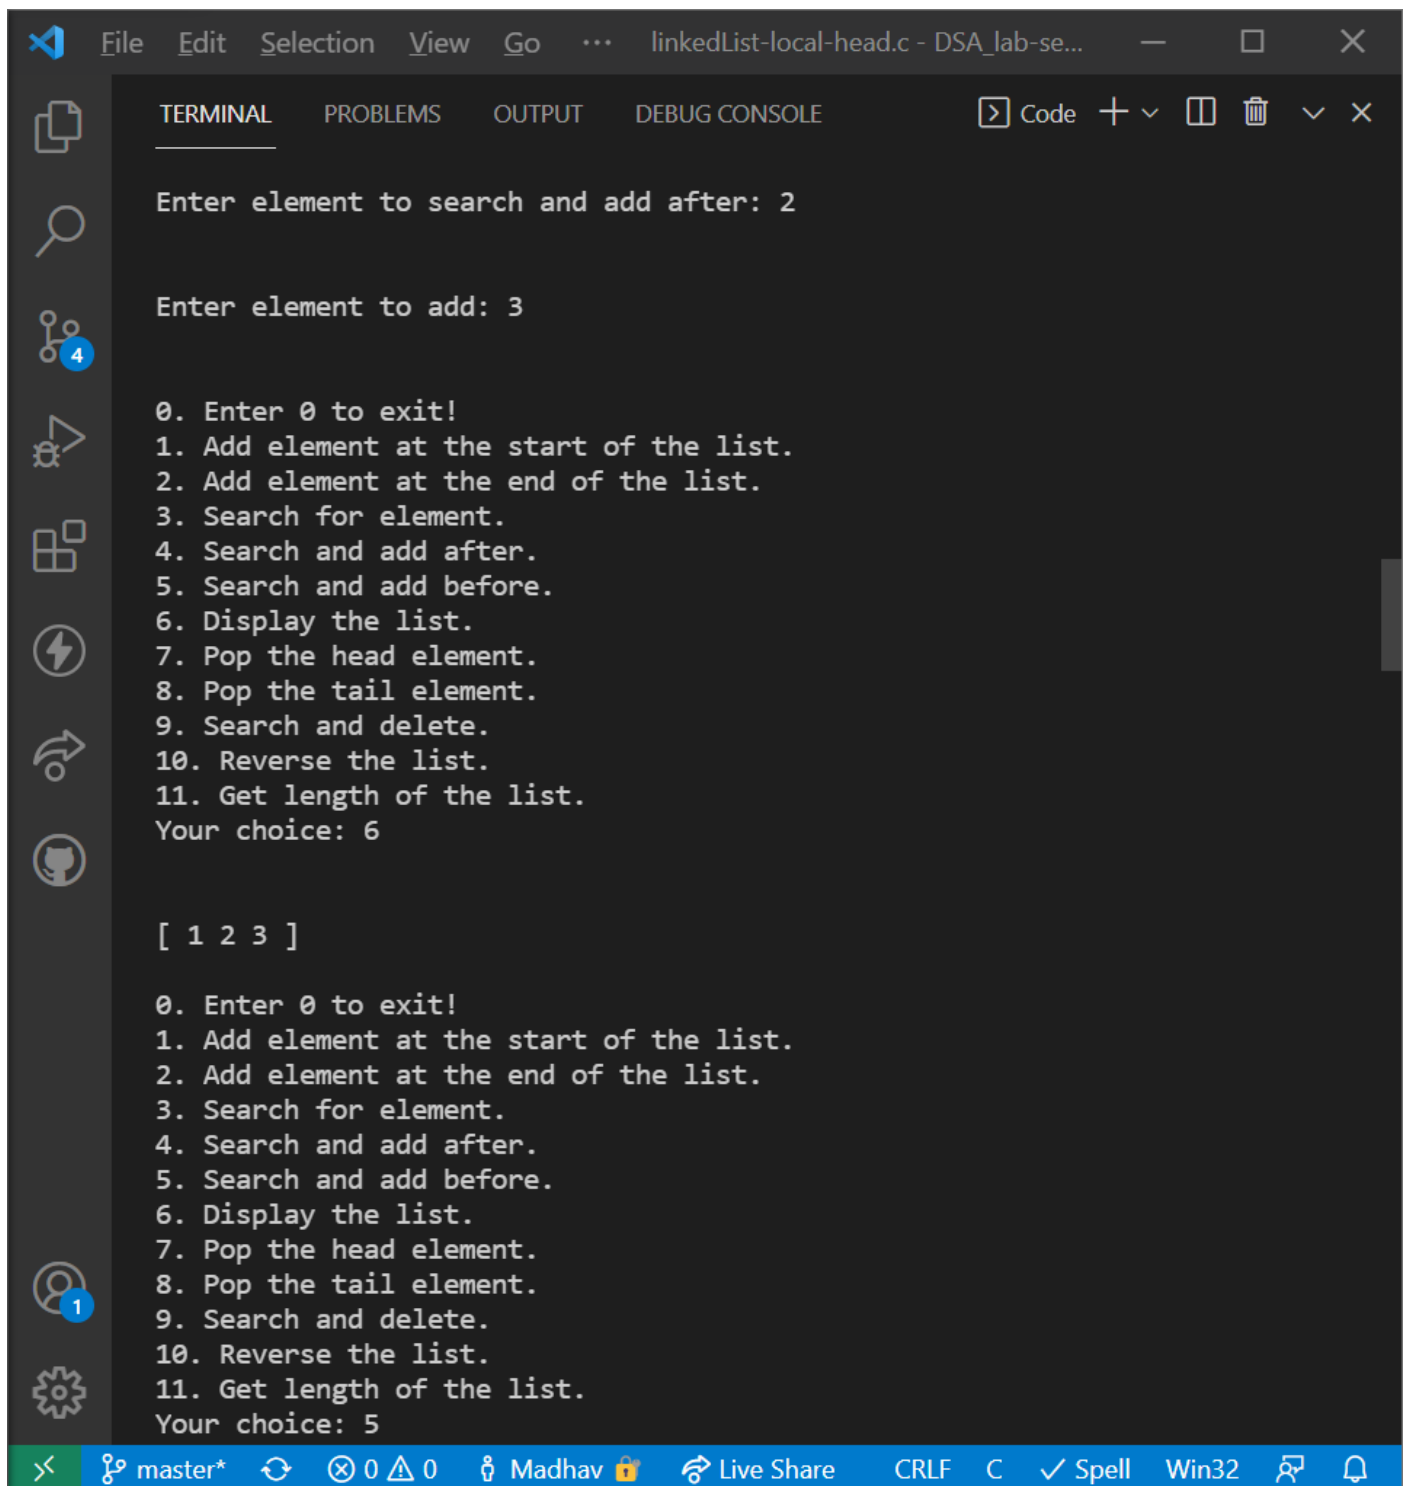 File Edit Selection View Go ··· linkedList-local-head.c - DSA_lab-se...
TERMINAL PROBLEMS OUTPUT DEBUG CONSOLE Code
Enter element to search and add after: 2
Enter element to add: 3
4
0. Enter 0 to exit!
1. Add element at the start of the list.
2. Add element at the end of the list.
3. Search for element.
4. Search and add after.
5. Search and add before.
6. Display the list.
7. Pop the head element.
8. Pop the tail element.
9. Search and delete.
10. Reverse the list.
11. Get length of the list.
Your choice: 6
[ 1 2 3 ]
0. Enter 0 to exit!
1. Add element at the start of the list.
2. Add element at the end of the list.
3. Search for element.
4. Search and add after.
5. Search and add before.
6. Display the list.
7. Pop the head element.
8. Pop the tail element.
1
9. Search and delete.
10. Reverse the list.
11. Get length of the list.
Your choice: 5
master* 0 0 Madhav Live Share CRLF C Spell Win32